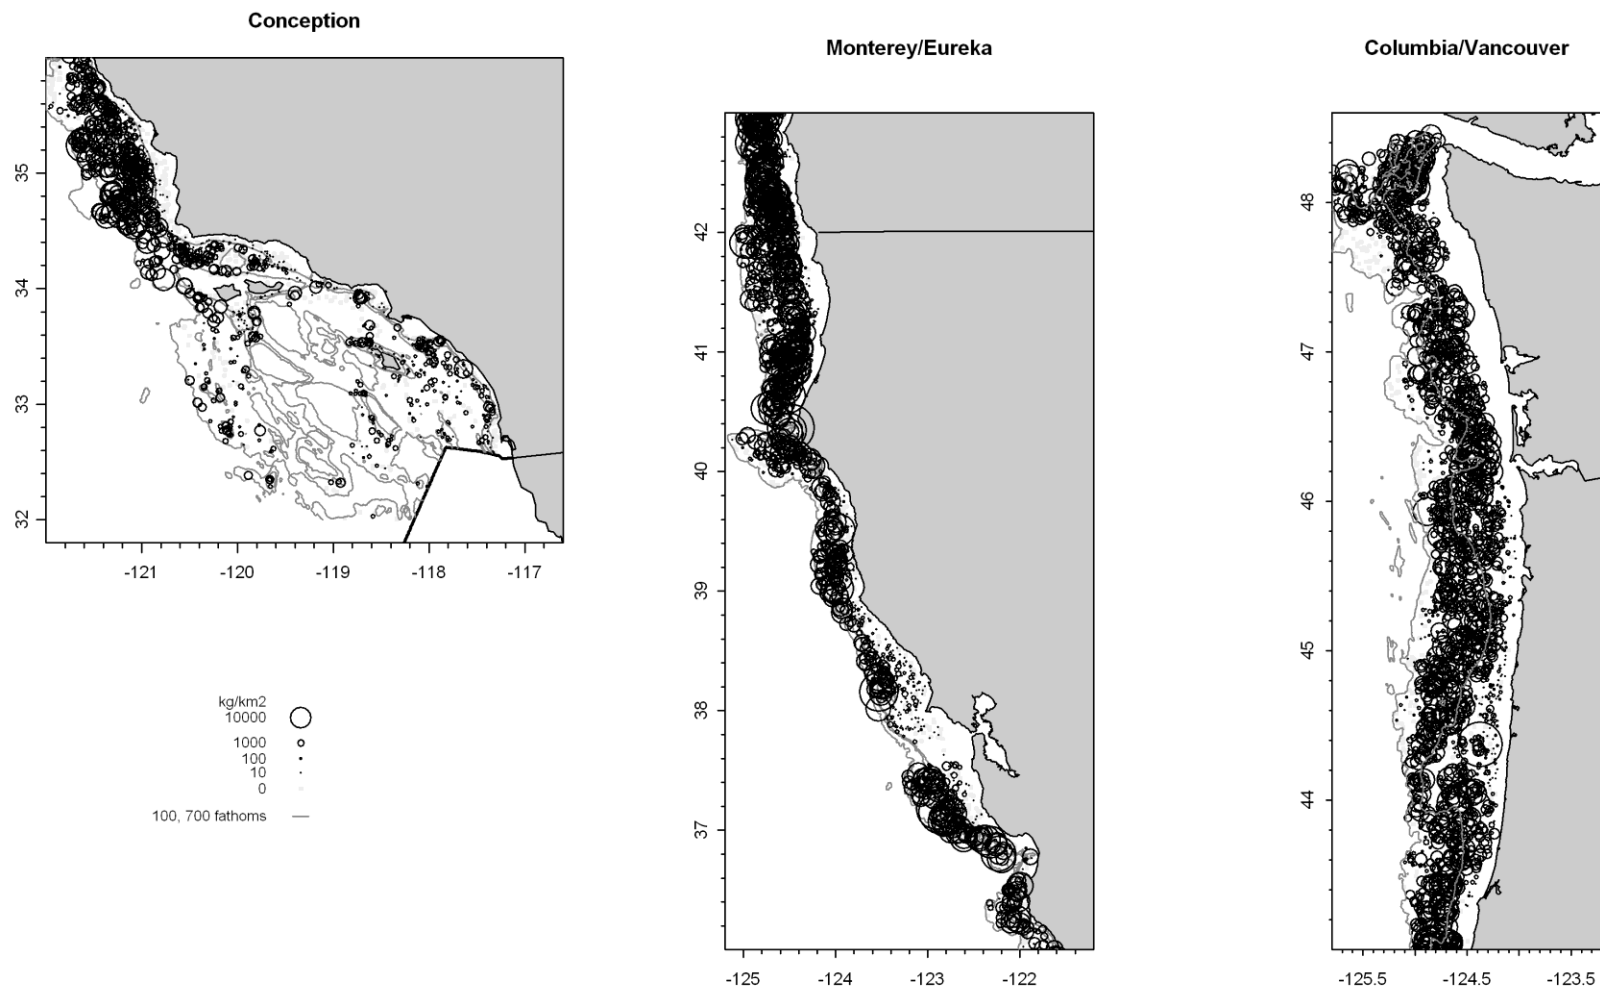 Conception
Monterey/Eureka
Columbia/Vancouver
35
34
33
32
-121 -120 -119 -118 -117
kg/km2
10000
1000
100
10
0
100, 700 fathoms
42
41
40
39
38
37
-125 -124 -123 -122
48
47
46
45
44
-125.5 -124.5 -123.5